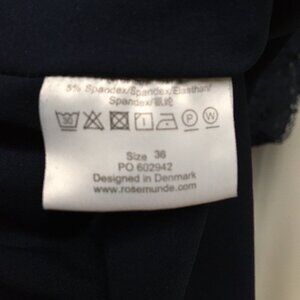 5% Spandex/Spandex/Elasthan/
Spandex/氨纶
P W
Size 36
PO 602942
Designed in Denmark
www.rosemunde.com